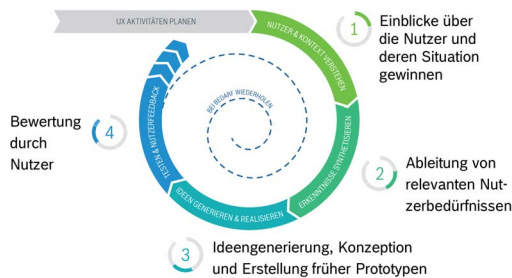 UX AKTIVITÄTEN PLANEN
NUTZER & KONTEXT VERSTEHEN
1
Einblicke über
die Nutzer und
deren Situation
gewinnen
ERKENNTNISSE SYNTHETISIEREN
2
Ableitung von
relevanten Nut-
zerbedürfnissen
IDEEN GENERIEREN & REALISIEREN
3
Ideengenerierung, Konzeption
und Erstellung früher Prototypen
TESTEN & NUTZERFEEDBACK
4
Bewertung
durch
Nutzer
BEI BEDARF WIEDERHOLEN